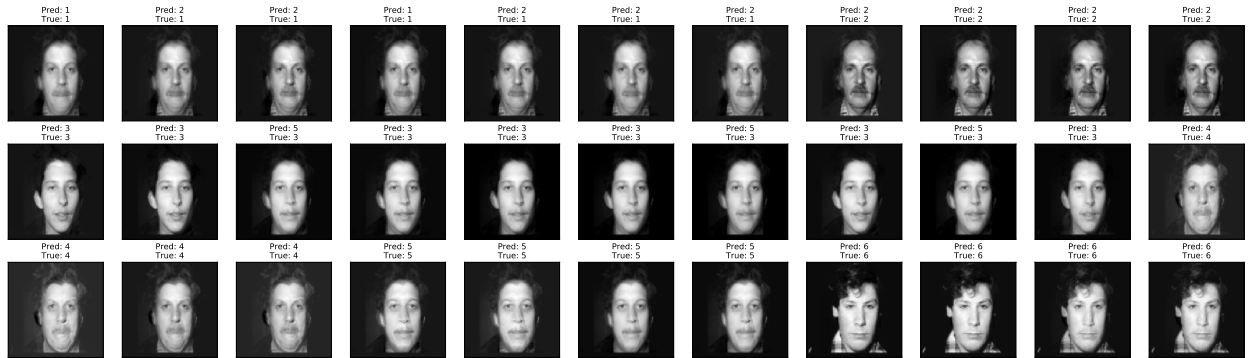 Pred: 1 Pred: 2 Pred: 2 Pred: 1 Pred: 2 Pred: 2 Pred: 2 Pred: 2 Pred: 2 Pred: 2 Pred: 2
True: 1 True: 1 True: 1 True: 1 True: 1 True: 1 True: 1 True: 2 True: 2 True: 2 True: 2
Pred: 3 Pred: 3 Pred: 5 Pred: 3 Pred: 3 Pred: 3 Pred: 5 Pred: 3 Pred: 5 Pred: 3 Pred: 4
True: 3 True: 3 True: 3 True: 3 True: 3 True: 3 True: 3 True: 3 True: 3 True: 3 True: 4
Pred: 4 Pred: 4 Pred: 4 Pred: 5 Pred: 5 Pred: 5 Pred: 5 Pred: 6 Pred: 6 Pred: 6 Pred: 6
True: 4 True: 4 True: 4 True: 5 True: 5 True: 5 True: 5 True: 6 True: 6 True: 6 True: 6